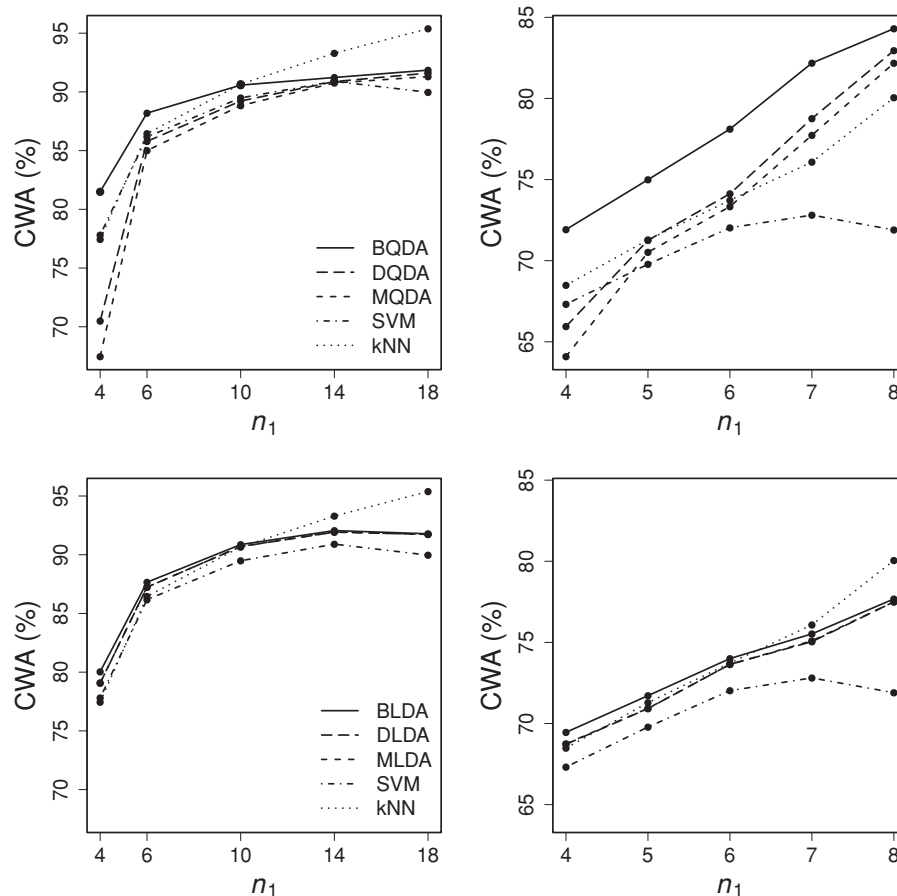 CWA (%)
95
90
85
80
75
70
4 6 10 14 18
n1
BQDA
DQDA
MQDA
SVM
kNN
CWA (%)
85
80
75
70
65
4 5 6 7 8
n1
CWA (%)
95
90
85
80
75
70
4 6 10 14 18
n1
BLDA
DLDA
MLDA
SVM
kNN
CWA (%)
85
80
75
70
65
4 5 6 7 8
n1